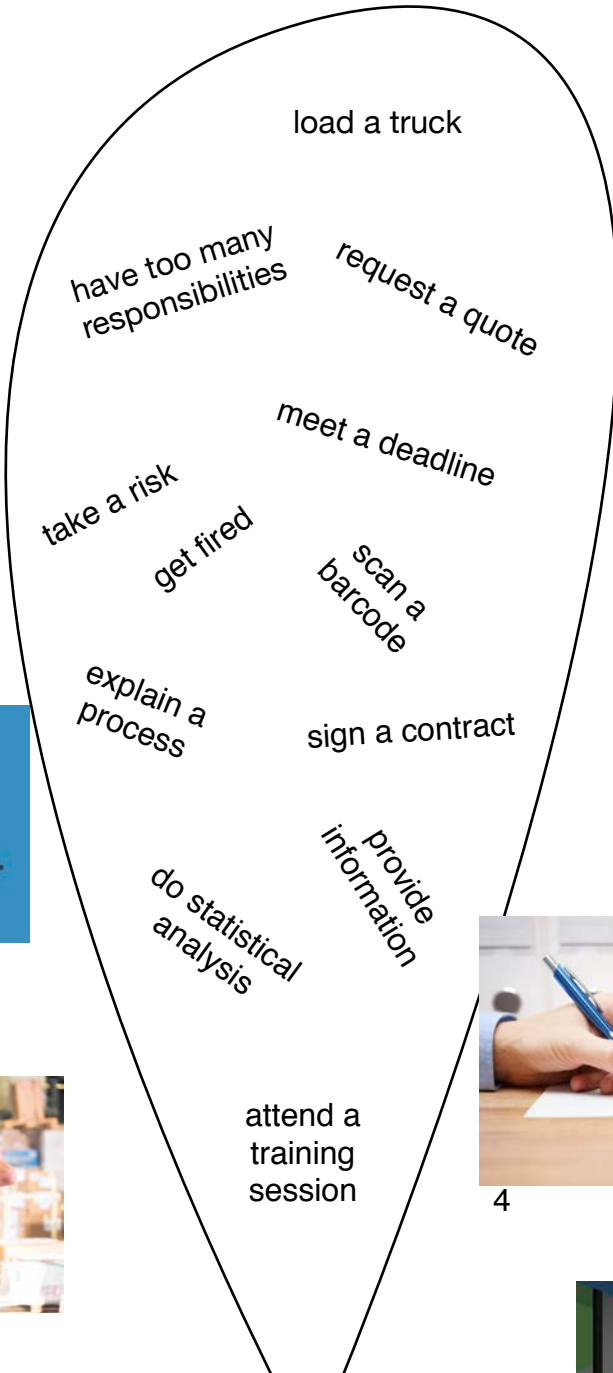 load a truck
have too many
responsibilities
request a quote
meet a deadline
take a risk
get fired
scan a
barcode
explain a
process
sign a contract
provide
information
do statistical
analysis
attend a
training
session
4